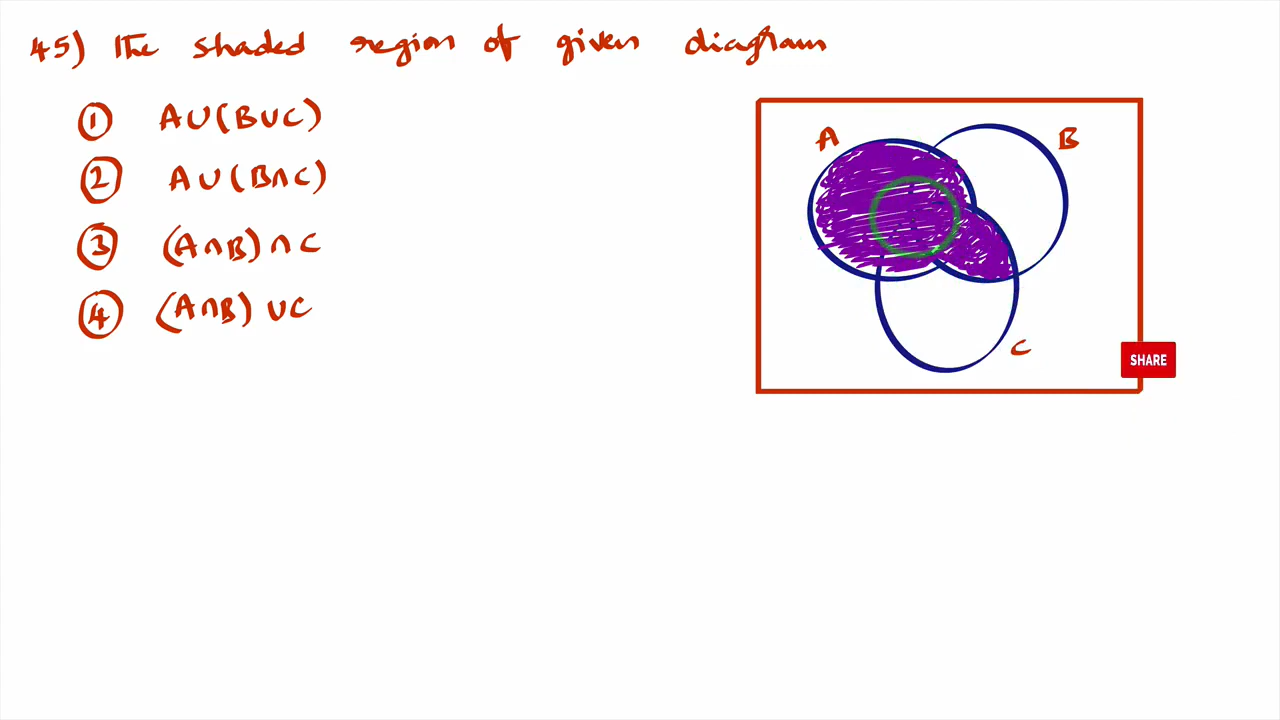 45) The shaded region of given diagram
① A∪(B∪C)
② A∪(B∩C)
③ (A∩B)∩C
④ (A∩B)∪C
A
B
C
SHARE